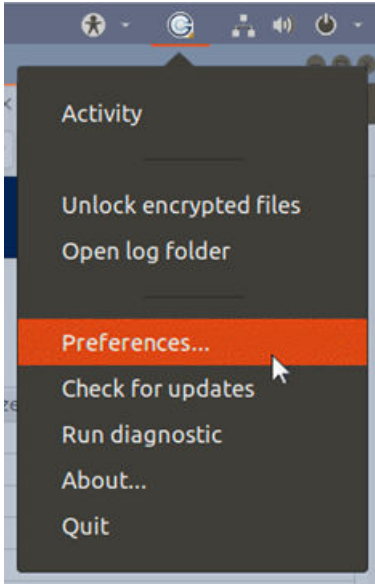 Activity
Unlock encrypted files
Open log folder
Preferences...
Check for updates
Run diagnostic
About...
Quit